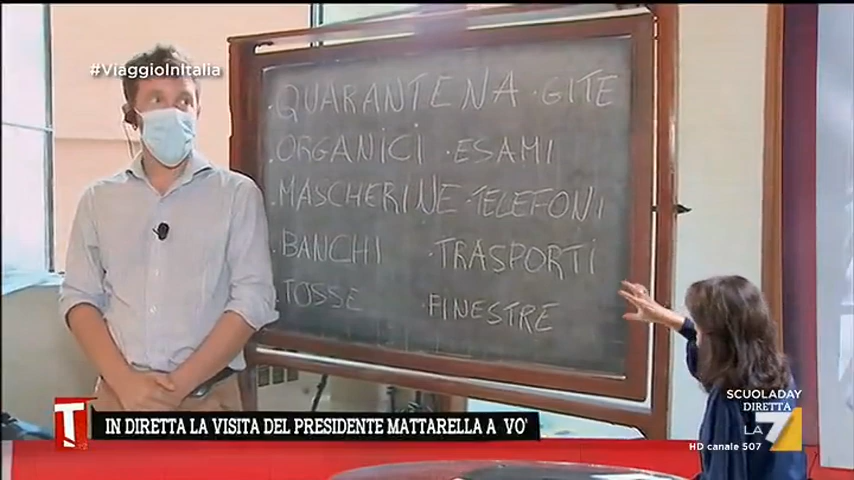 #ViaggioInItalia
· QUARANTENA · GITE
· ORGANICI · ESAMI
· MASCHERINE · TELEFONI
· BANCHI · TRASPORTI
· TOSSE · FINESTRE
T
IN DIRETTA LA VISITA DEL PRESIDENTE MATTARELLA A VO'
SCUOLADAY
DIRETTA
LA7
HD canale 507